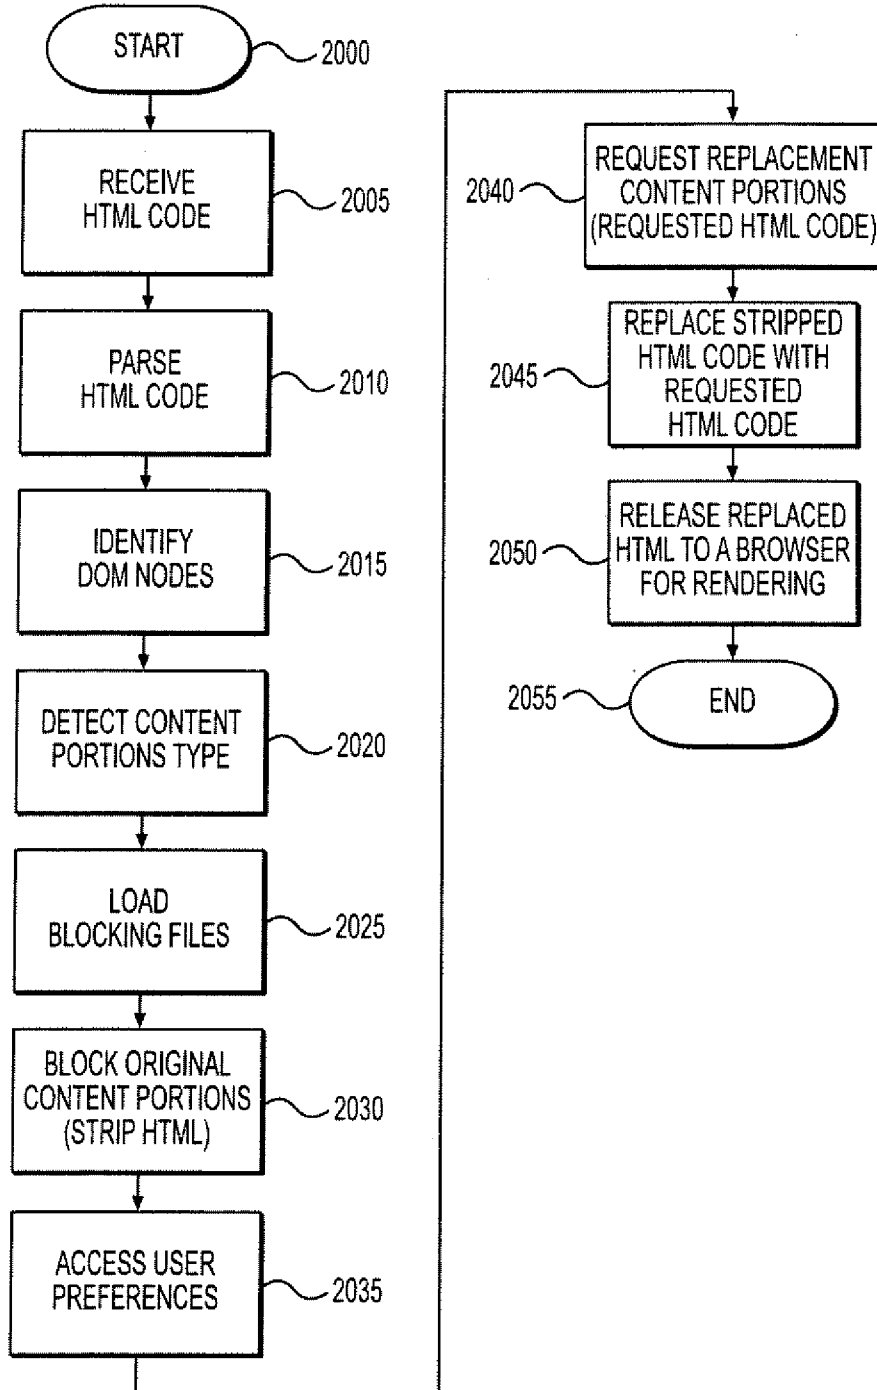 START
2000
RECEIVE
HTML CODE
2005
PARSE
HTML CODE
2010
IDENTIFY
DOM NODES
2015
DETECT CONTENT
PORTIONS TYPE
2020
LOAD
BLOCKING FILES
2025
BLOCK ORIGINAL
CONTENT PORTIONS
(STRIP HTML)
2030
ACCESS USER
PREFERENCES
2035
REQUEST REPLACEMENT
CONTENT PORTIONS
(REQUESTED HTML CODE)
2040
REPLACE STRIPPED
HTML CODE WITH
REQUESTED
HTML CODE
2045
RELEASE REPLACED
HTML TO A BROWSER
FOR RENDERING
2050
END
2055